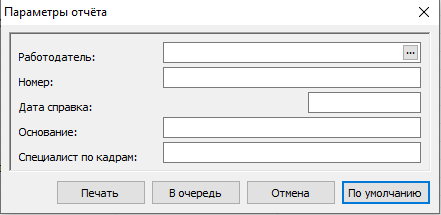 Параметры отчёта
Работодатель: ...
Номер:
Дата справка:
Основание:
Специалист по кадрам:
Печать В очередь Отмена По умолчанию